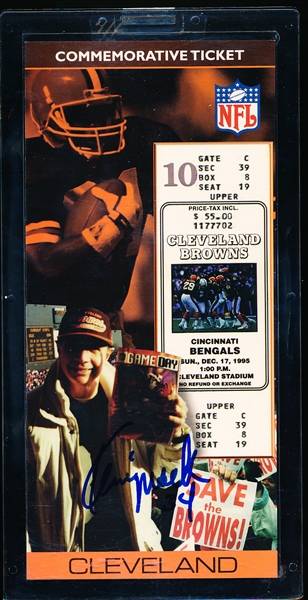 COMMEMORATIVE TICKET
NFL
10
GATE C
SEC 39
BOX 8
SEAT 19
UPPER
PRICE-TAX INCL.
$ 55.00
1177702
CLEVELAND
BROWNS
29
CINCINNATI
BENGALS
SUN., DEC. 17, 1995
1:00 P.M.
CLEVELAND STADIUM
NO REFUND OR EXCHANGE
UPPER
GATE C
SEC 39
BOX 8
SEAT 19
GAME DAY
SAVE
the
BROWNS!
CLEVELAND